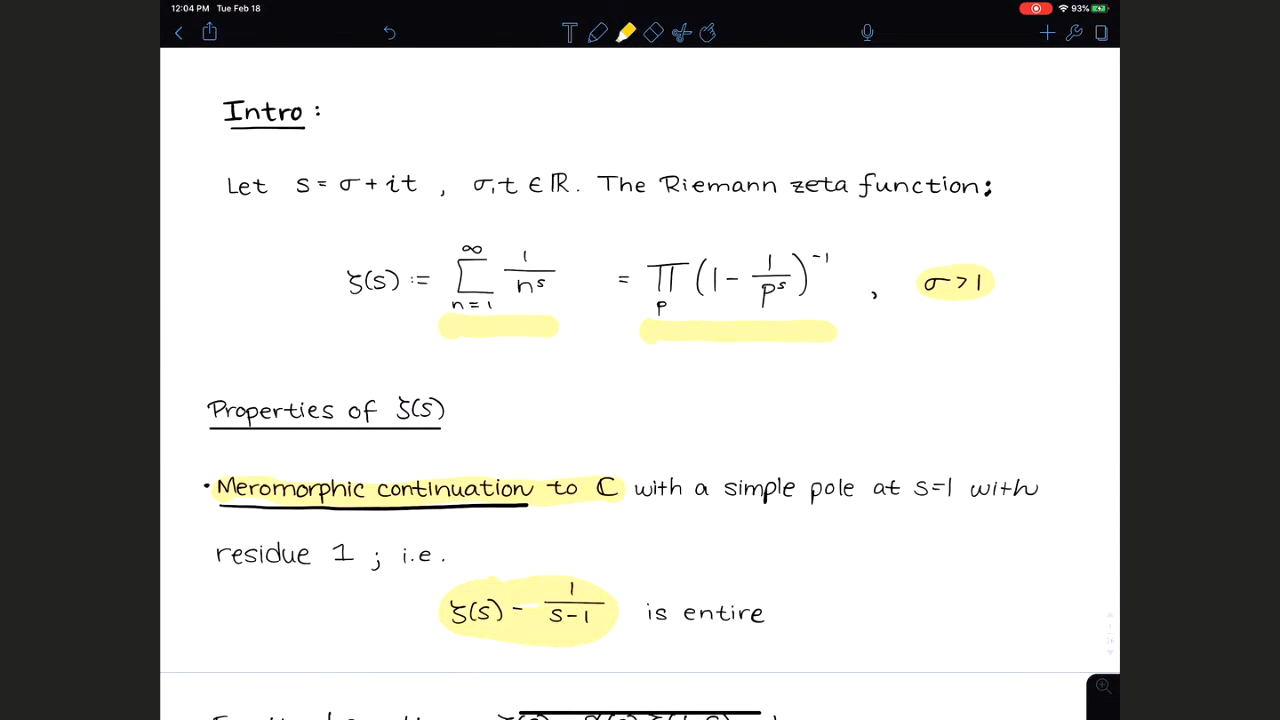 12:04 PM Tue Feb 18
93%
Intro:
Let s = σ + it , σ, t ∈ ℝ. The Riemann zeta function:
ζ(s) := ∑_{n=1}^{∞} 1/n^s = ∏_p (1 - 1/p^s)^{-1} , σ > 1
Properties of ζ(s)
• Meromorphic continuation to ℂ with a simple pole at s=1 with
residue 1 ; i.e.
ζ(s) - 1/(s-1) is entire